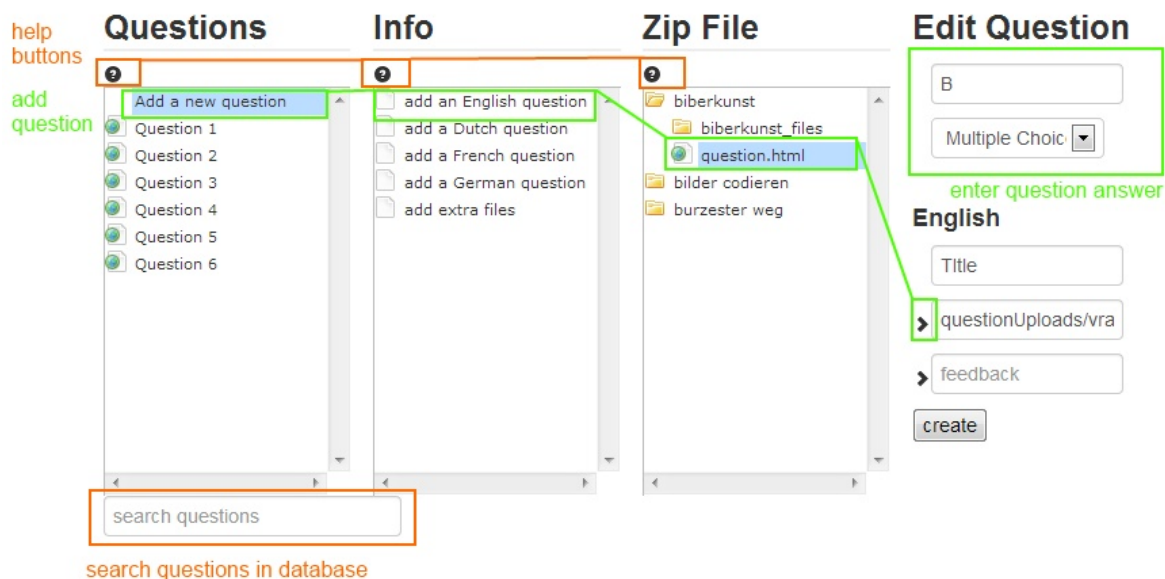 help
buttons
add
question
Questions
Add a new question
Question 1
Question 2
Question 3
Question 4
Question 5
Question 6
search questions
search questions in database
Info
add an English question
add a Dutch question
add a French question
add a German question
add extra files
Zip File
biberkunst
biberkunst_files
question.html
bilder codieren
burzester weg
Edit Question
B
Multiple Choic
enter question answer
English
TItle
questionUploads/vra
feedback
create